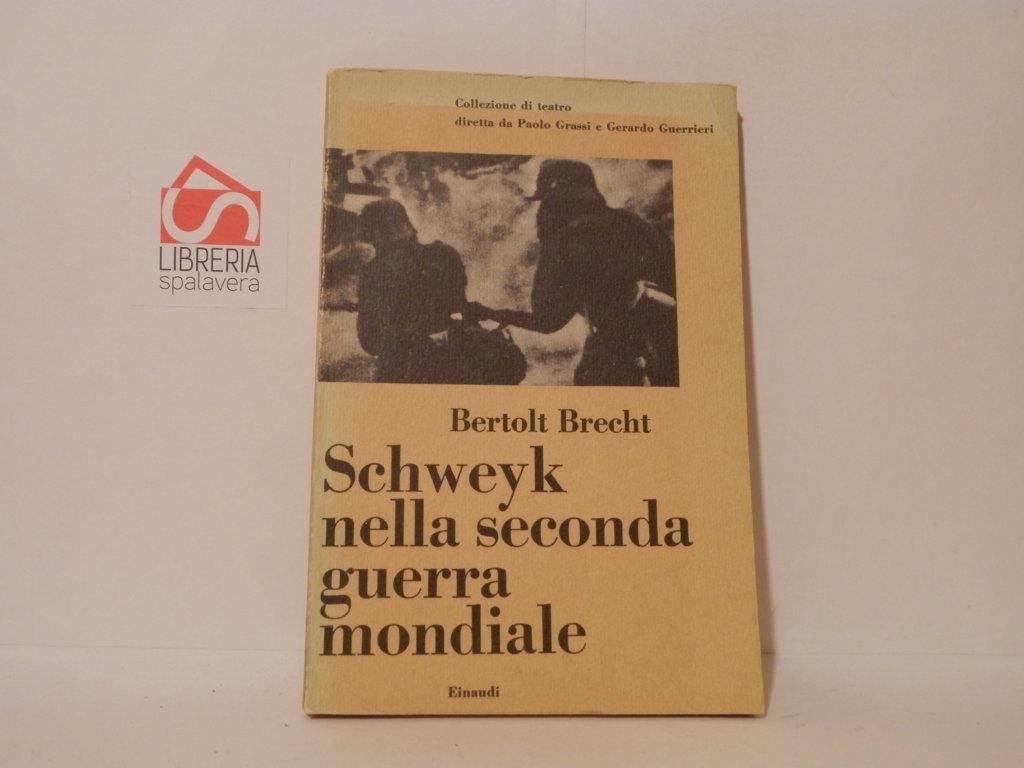 Collezione di teatro
diretta da Paolo Grassi e Gerardo Guerrieri
LIBRERIA
spalavera
Bertolt Brecht
Schweyk
nella seconda
guerra
mondiale
Einaudi